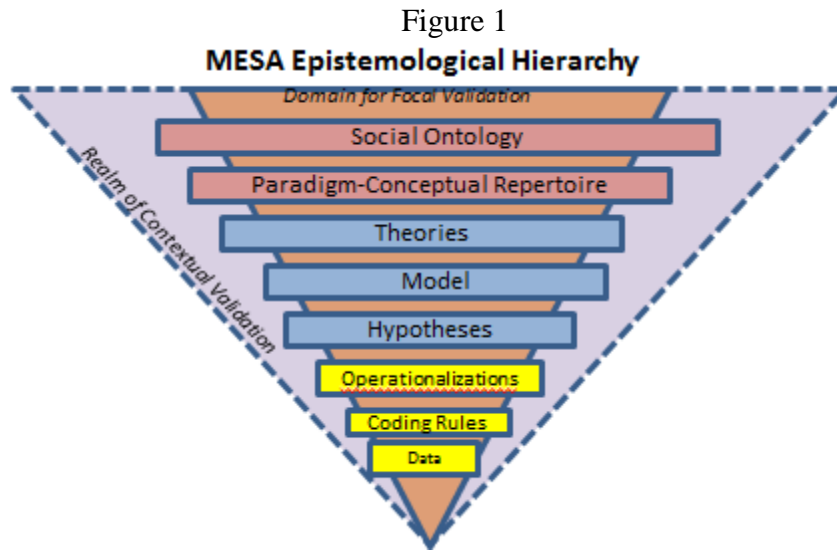 Figure 1
MESA Epistemological Hierarchy
Domain for Focal Validation
Social Ontology
Paradigm-Conceptual Repertoire
Realm of Contextual Validation
Theories
Model
Hypotheses
Operationalizations
Coding Rules
Data